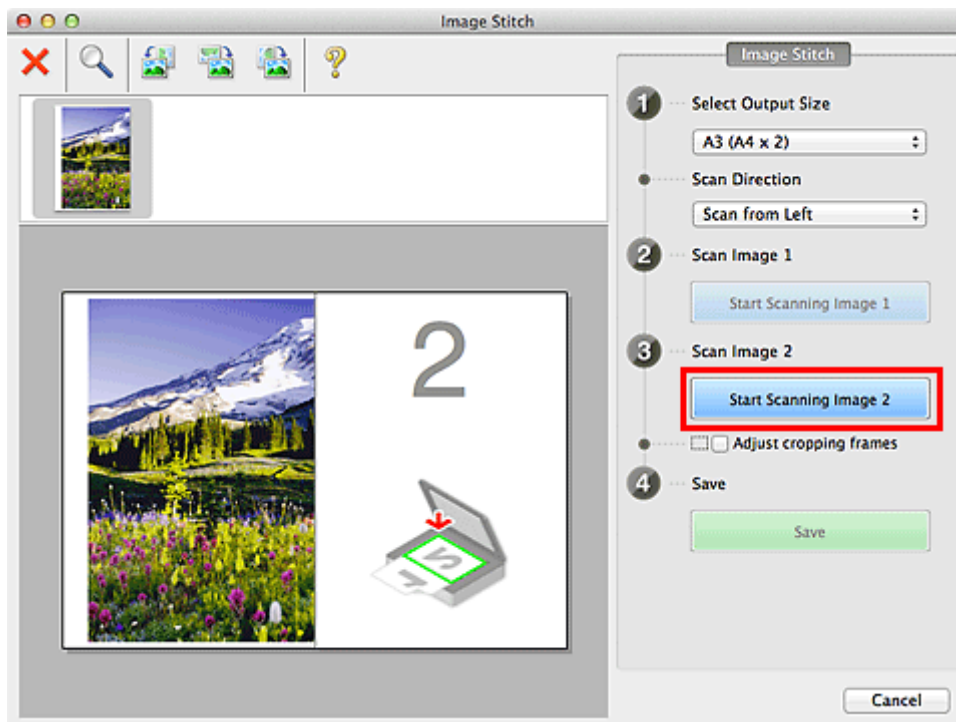 Image Stitch
Image Stitch
1 Select Output Size
A3 (A4 x 2)
Scan Direction
Scan from Left
2 Scan Image 1
Start Scanning Image 1
3 Scan Image 2
Start Scanning Image 2
Adjust cropping frames
4 Save
Save
2
1 2
Cancel